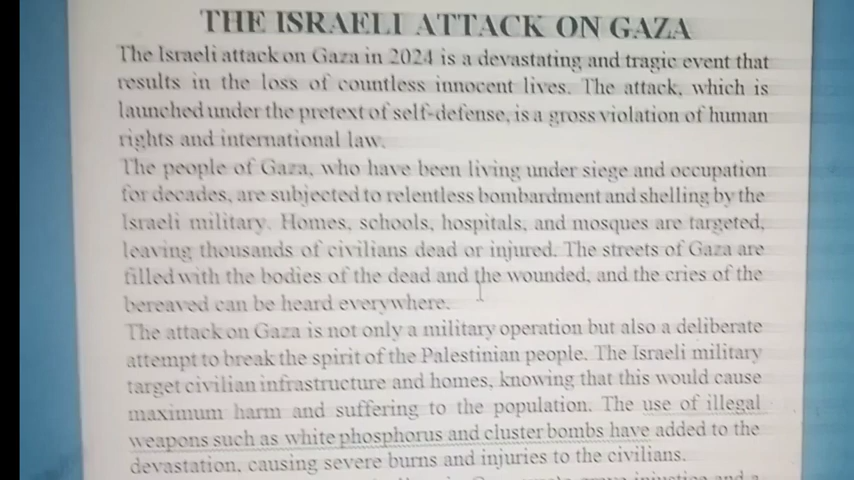 THE ISRAELI ATTACK ON GAZA
The Israeli attack on Gaza in 2024 is a devastating and tragic event that
results in the loss of countless innocent lives. The attack, which is
launched under the pretext of self-defense, is a gross violation of human
rights and international law.
The people of Gaza, who have been living under siege and occupation
for decades, are subjected to relentless bombardment and shelling by the
Israeli military. Homes, schools, hospitals, and mosques are targeted,
leaving thousands of civilians dead or injured. The streets of Gaza are
filled with the bodies of the dead and the wounded, and the cries of the
bereaved can be heard everywhere.
The attack on Gaza is not only a military operation but also a deliberate
attempt to break the spirit of the Palestinian people. The Israeli military
target civilian infrastructure and homes, knowing that this would cause
maximum harm and suffering to the population. The use of illegal
weapons such as white phosphorus and cluster bombs have added to the
devastation, causing severe burns and injuries to the civilians.